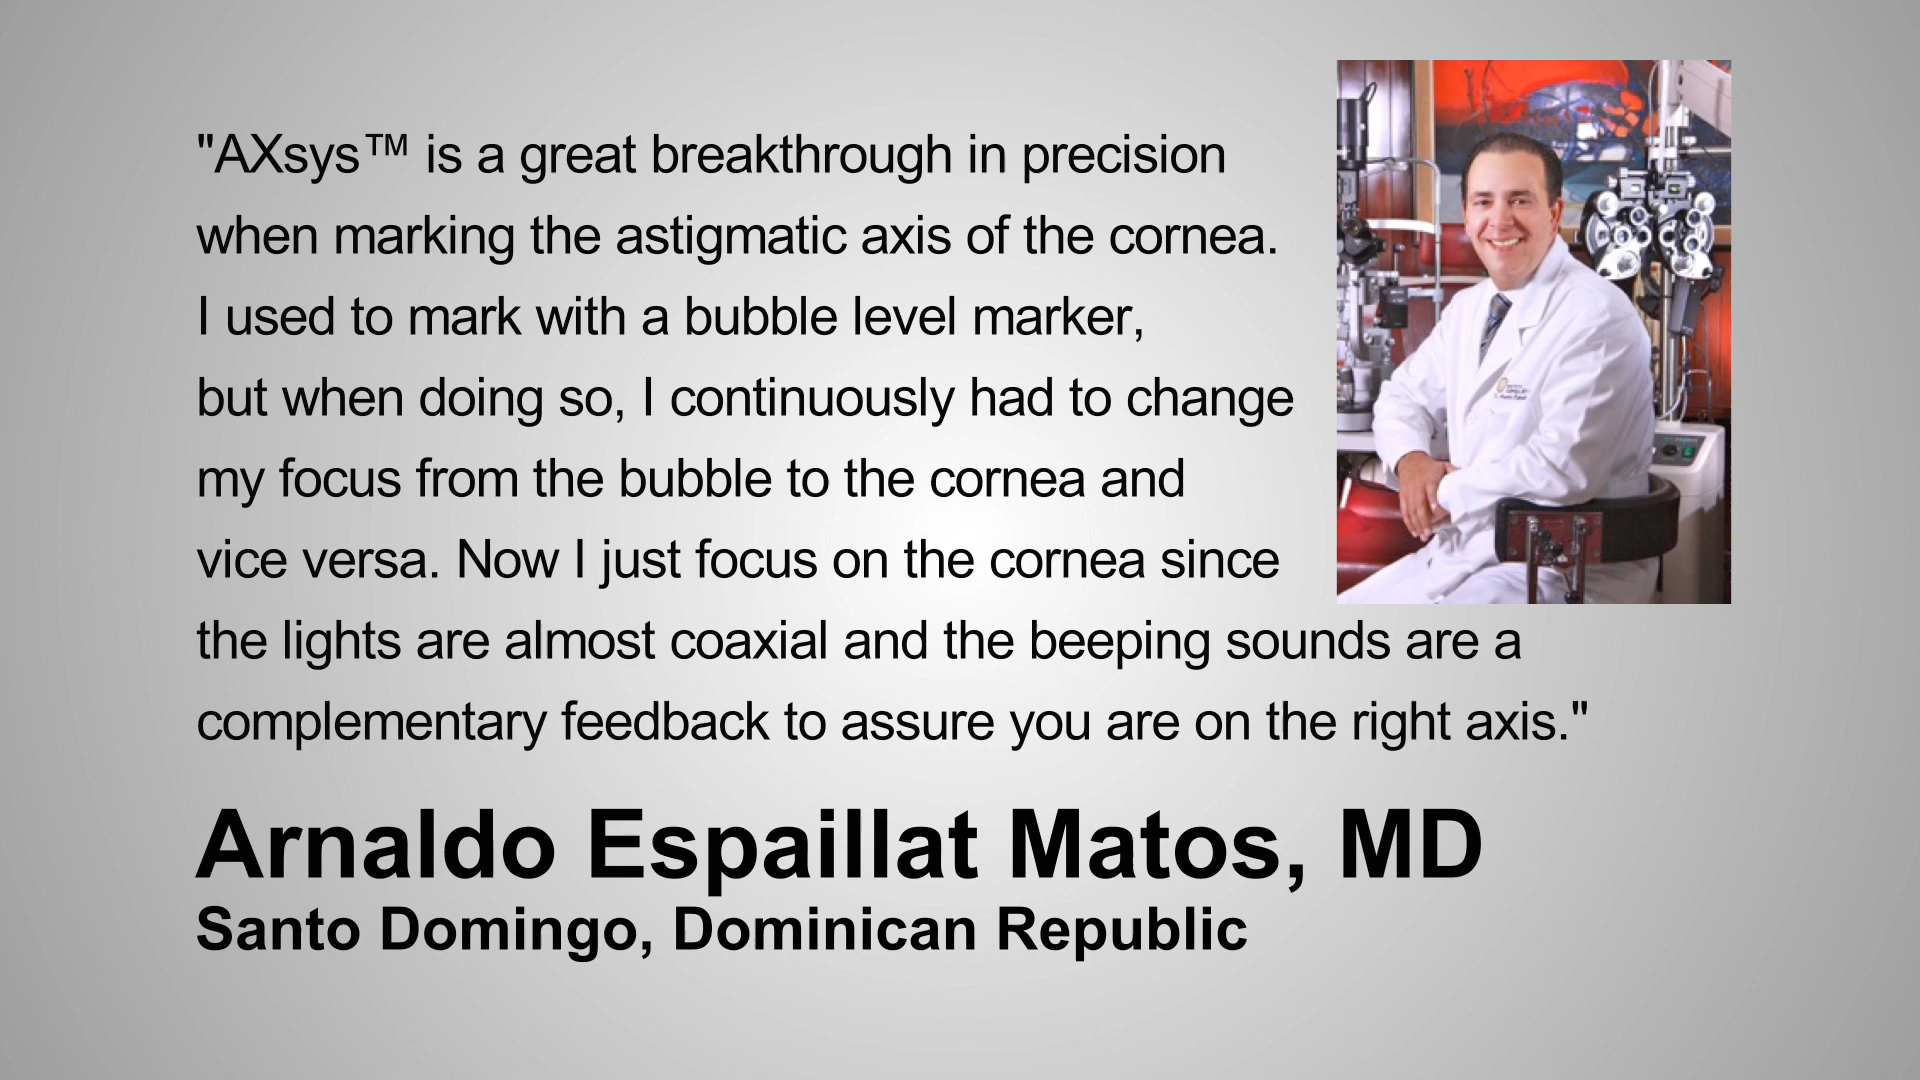 "AXsys™ is a great breakthrough in precision
when marking the astigmatic axis of the cornea.
I used to mark with a bubble level marker,
but when doing so, I continuously had to change
my focus from the bubble to the cornea and
vice versa. Now I just focus on the cornea since
the lights are almost coaxial and the beeping sounds are a
complementary feedback to assure you are on the right axis."
Arnaldo Espaillat Matos, MD
Santo Domingo, Dominican Republic